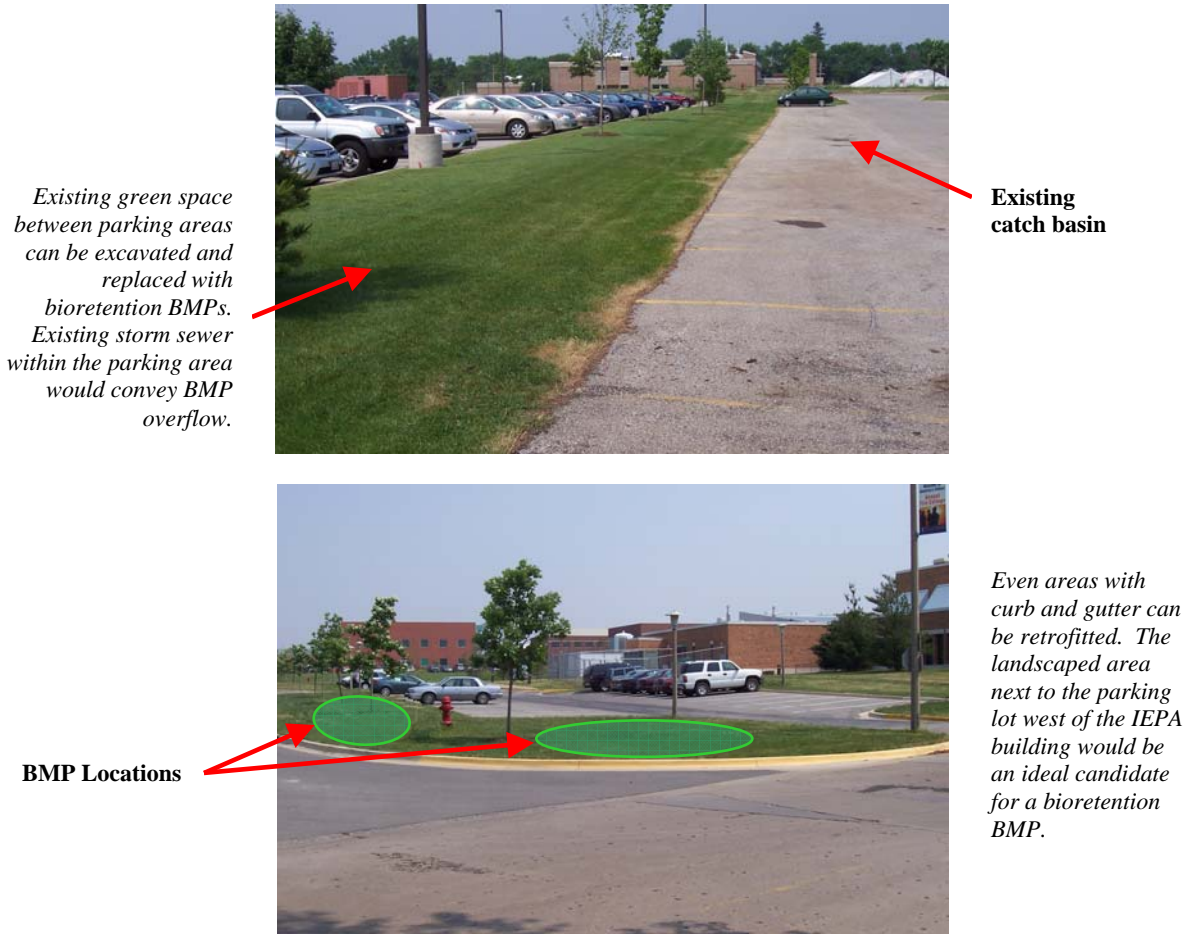 Existing green space
between parking areas
can be excavated and
replaced with
bioretention BMPs.
Existing storm sewer
within the parking area
would convey BMP
overflow.
Existing
catch basin
BMP Locations
Even areas with
curb and gutter can
be retrofitted. The
landscaped area
next to the parking
lot west of the IEPA
building would be
an ideal candidate
for a bioretention
BMP.